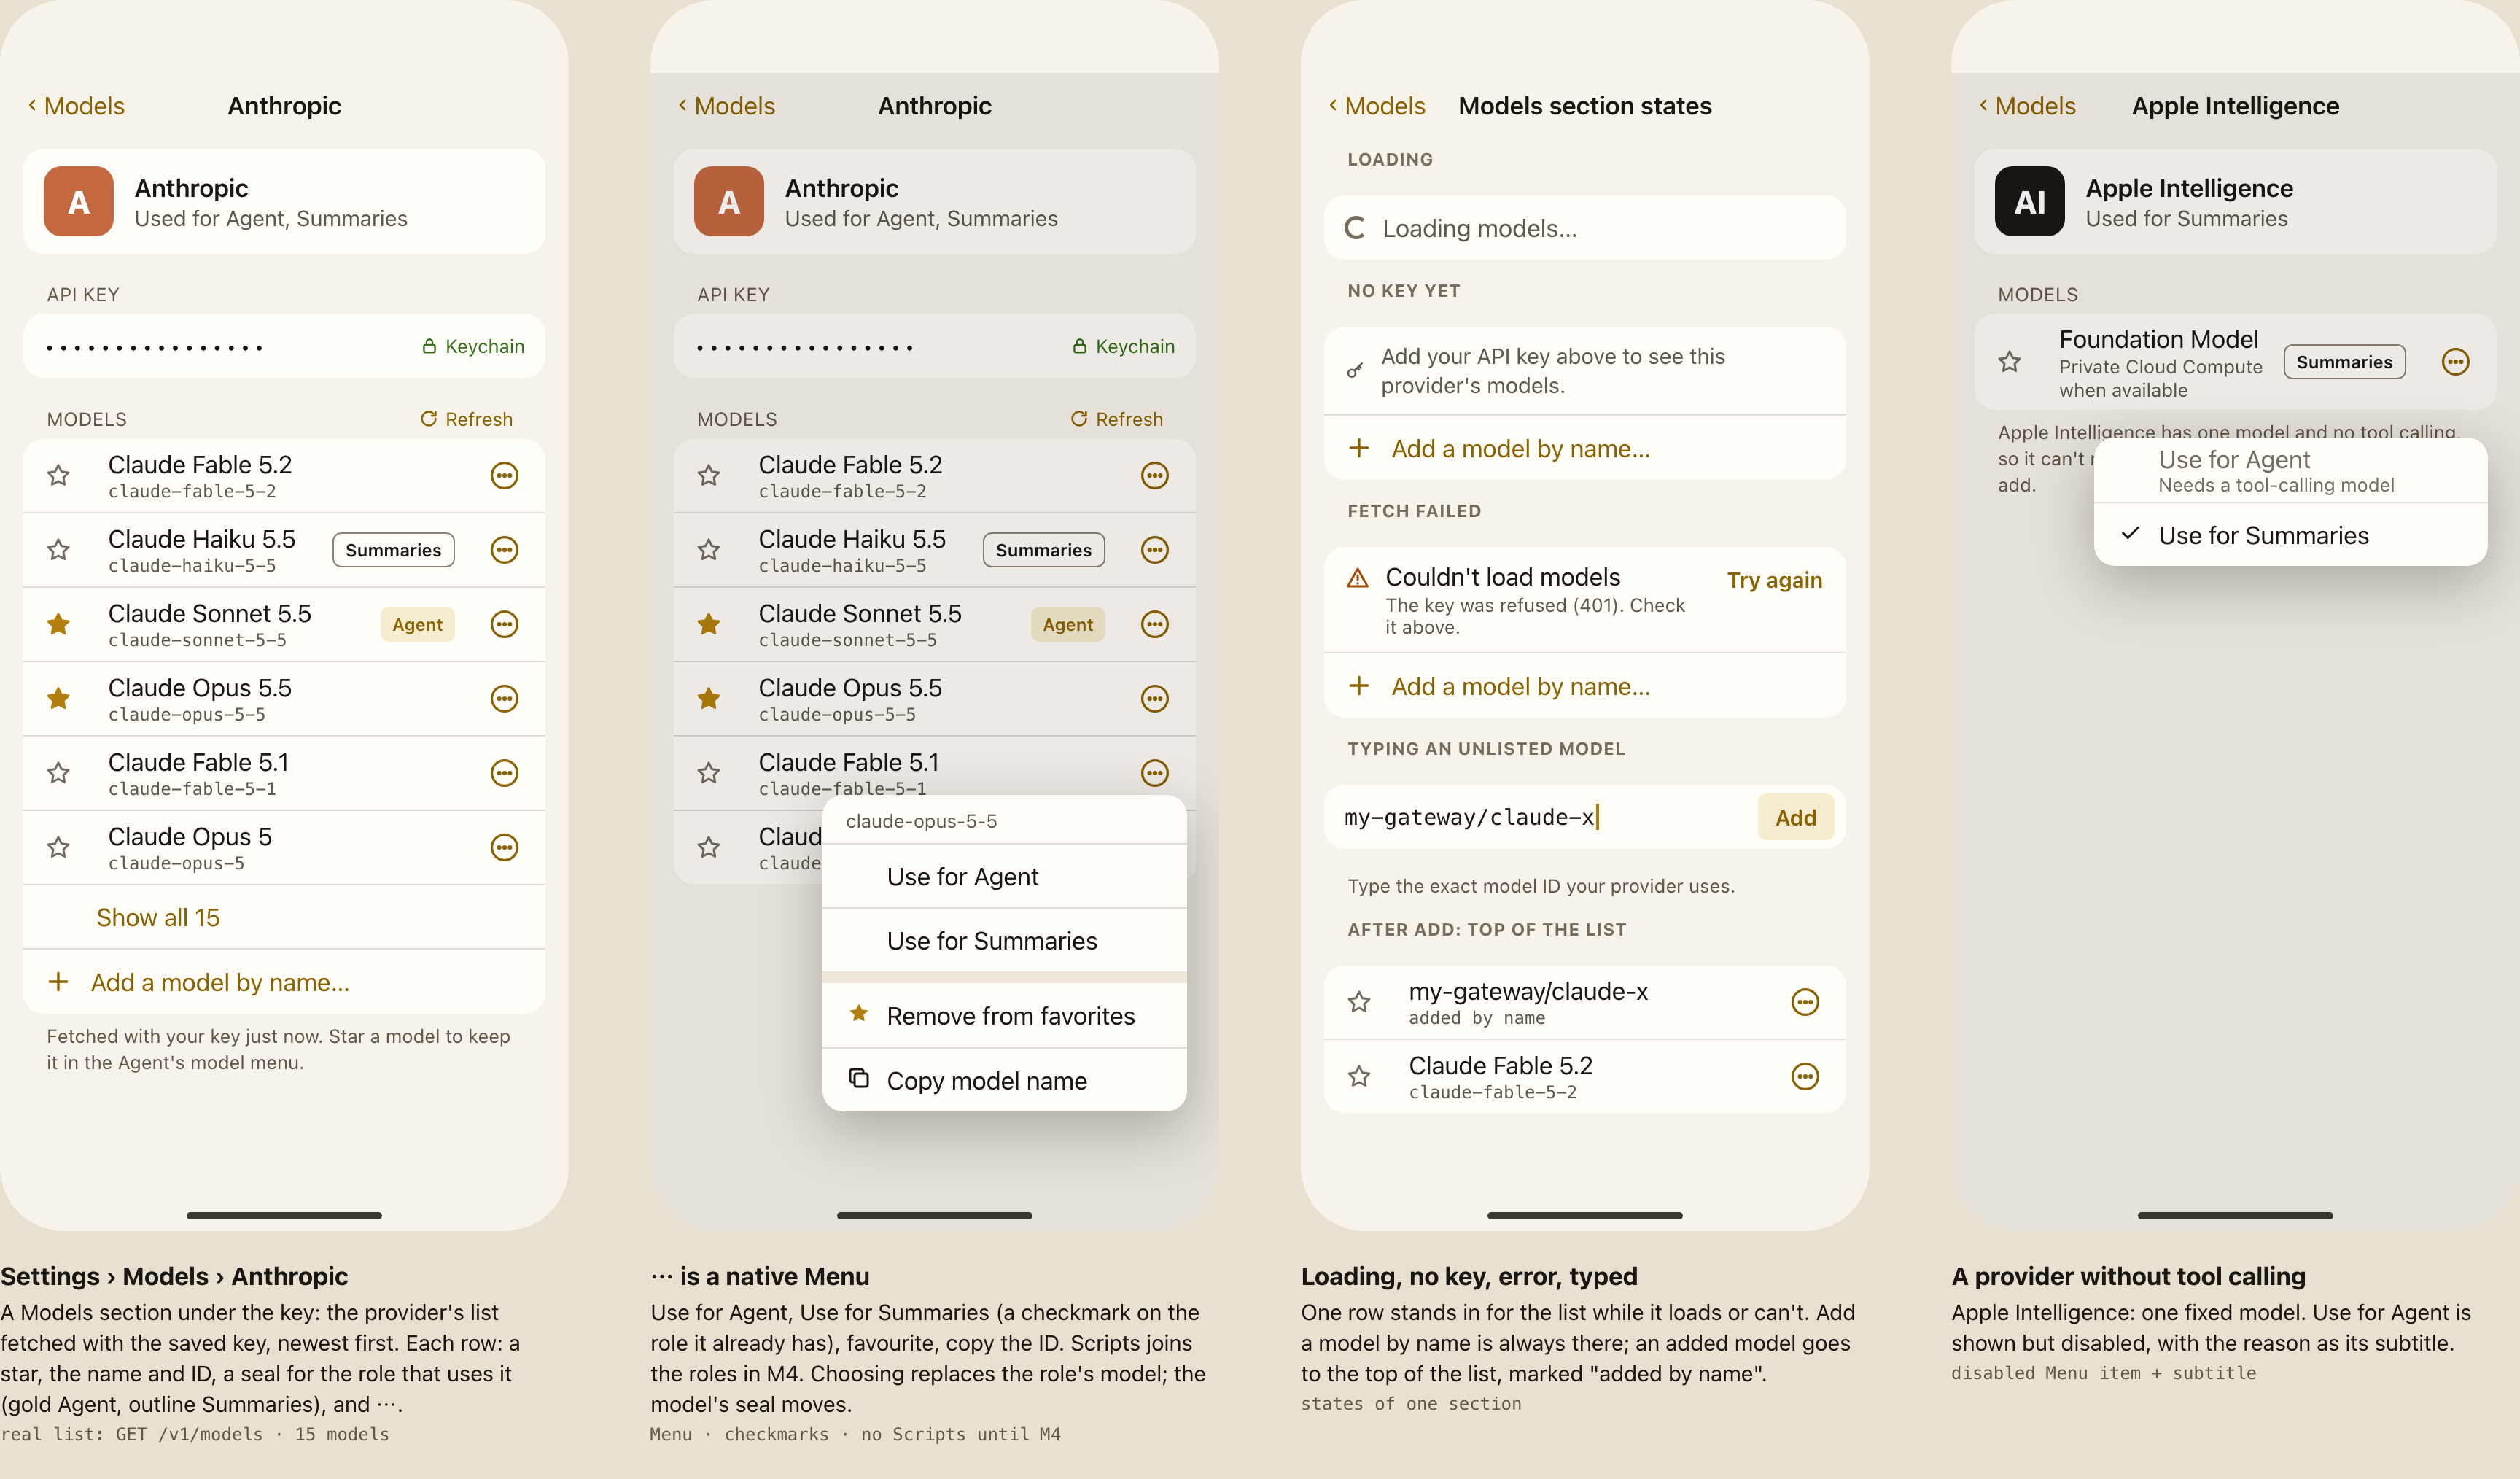 Models
Anthropic
A
Anthropic
Used for Agent, Summaries
API KEY
Keychain
MODELS
Refresh
Claude Fable 5.2
claude-fable-5-2
Claude Haiku 5.5
claude-haiku-5-5
Summaries
Claude Sonnet 5.5
claude-sonnet-5-5
Agent
Claude Opus 5.5
claude-opus-5-5
Claude Fable 5.1
claude-fable-5-1
Claude Opus 5
claude-opus-5
Show all 15
Add a model by name...
Fetched with your key just now. Star a model to keep
it in the Agent's model menu.
Settings › Models › Anthropic
A Models section under the key: the provider's list
fetched with the saved key, newest first. Each row: a
star, the name and ID, a seal for the role that uses it
(gold Agent, outline Summaries), and ···.
real list: GET /v1/models · 15 models
Models
Anthropic
A
Anthropic
Used for Agent, Summaries
API KEY
Keychain
MODELS
Refresh
Claude Fable 5.2
claude-fable-5-2
Claude Haiku 5.5
claude-haiku-5-5
Summaries
Claude Sonnet 5.5
claude-sonnet-5-5
Agent
Claude Opus 5.5
claude-opus-5-5
Claude Fable 5.1
claude-fable-5-1
Claud
claude
claude-opus-5-5
Use for Agent
Use for Summaries
Remove from favorites
Copy model name
··· is a native Menu
Use for Agent, Use for Summaries (a checkmark on the
role it already has), favourite, copy the ID. Scripts joins
the roles in M4. Choosing replaces the role's model; the
model's seal moves.
Menu · checkmarks · no Scripts until M4
Models
Models section states
LOADING
Loading models...
NO KEY YET
Add your API key above to see this
provider's models.
Add a model by name...
FETCH FAILED
Couldn't load models
Try again
The key was refused (401). Check
it above.
Add a model by name...
TYPING AN UNLISTED MODEL
my-gateway/claude-x
Add
Type the exact model ID your provider uses.
AFTER ADD: TOP OF THE LIST
my-gateway/claude-x
added by name
Claude Fable 5.2
claude-fable-5-2
Loading, no key, error, typed
One row stands in for the list while it loads or can't. Add
a model by name is always there; an added model goes
to the top of the list, marked "added by name".
states of one section
Models
Apple Intelligence
AI
Apple Intelligence
Used for Summaries
MODELS
Foundation Model
Private Cloud Compute
when available
Summaries
Apple Intelligence has one model and no tool calling,
so it can't
add.
Use for Agent
Needs a tool-calling model
Use for Summaries
A provider without tool calling
Apple Intelligence: one fixed model. Use for Agent is
shown but disabled, with the reason as its subtitle.
disabled Menu item + subtitle